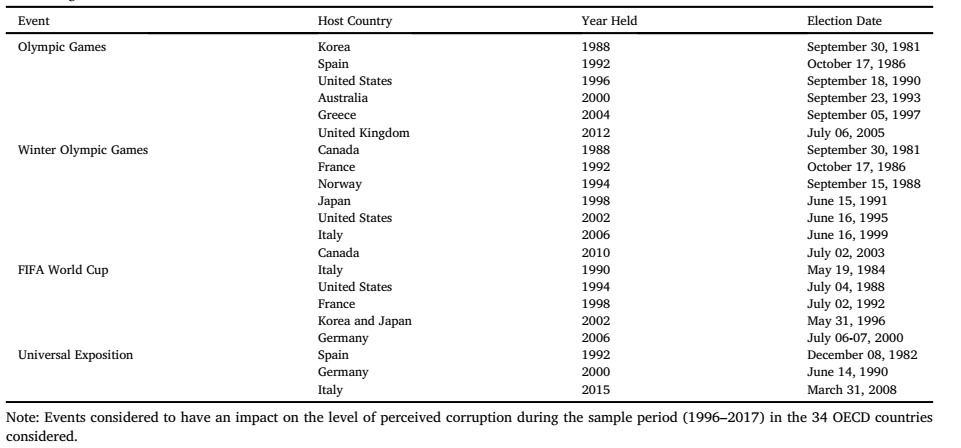 Event Host Country Year Held Election Date
Olympic Games Korea 1988 September 30, 1981
Spain 1992 October 17, 1986
United States 1996 September 18, 1990
Australia 2000 September 23, 1993
Greece 2004 September 05, 1997
United Kingdom 2012 July 06, 2005
Winter Olympic Games Canada 1988 September 30, 1981
France 1992 October 17, 1986
Norway 1994 September 15, 1988
Japan 1998 June 15, 1991
United States 2002 June 16, 1995
Italy 2006 June 16, 1999
Canada 2010 July 02, 2003
FIFA World Cup Italy 1990 May 19, 1984
United States 1994 July 04, 1988
France 1998 July 02, 1992
Korea and Japan 2002 May 31, 1996
Germany 2006 July 06-07, 2000
Universal Exposition Spain 1992 December 08, 1982
Germany 2000 June 14, 1990
Italy 2015 March 31, 2008
Note: Events considered to have an impact on the level of perceived corruption during the sample period (1996–2017) in the 34 OECD countries
considered.